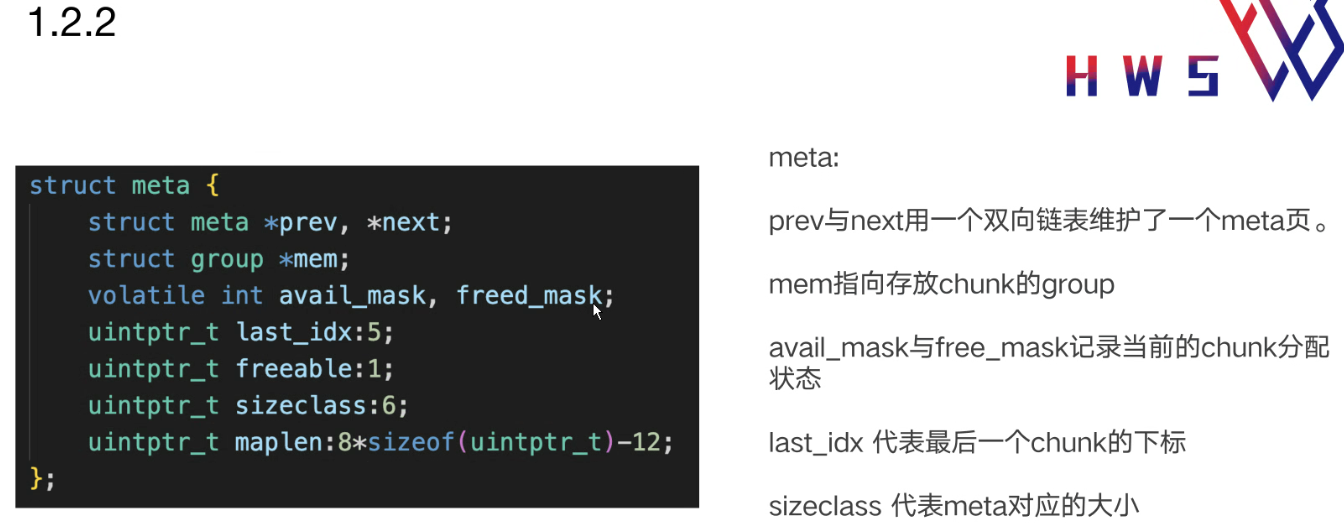 1.2.2
HWS
struct meta {
    struct meta *prev, *next;
    struct group *mem;
    volatile int avail_mask, freed_mask;
    uintptr_t last_idx:5;
    uintptr_t freeable:1;
    uintptr_t sizeclass:6;
    uintptr_t maplen:8*sizeof(uintptr_t)-12;
};
meta:
prev与next用一个双向链表维护了一个meta页。
mem指向存放chunk的group
avail_mask与free_mask记录当前的chunk分配
状态
last_idx 代表最后一个chunk的下标
sizeclass 代表meta对应的大小